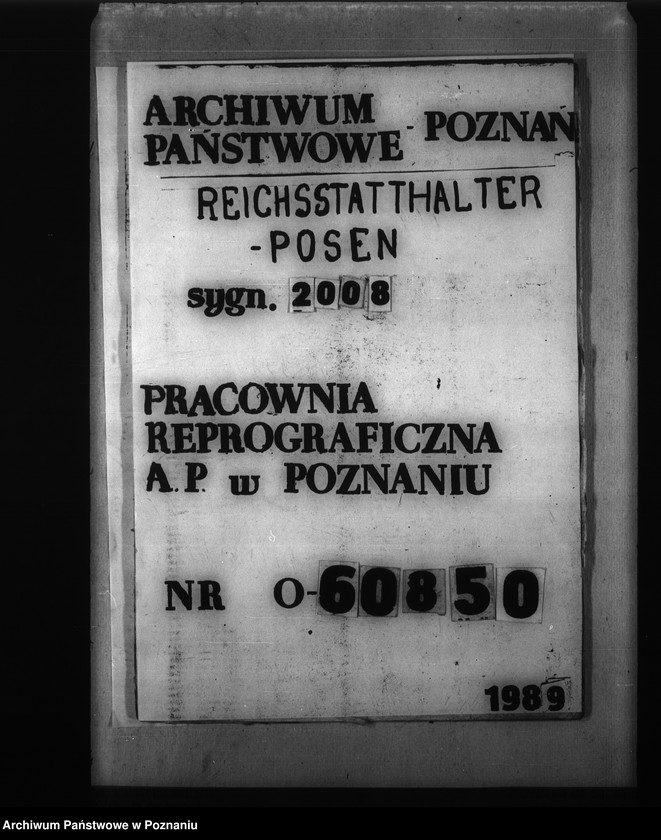 ARCHIWUM
PAŃSTWOWE - POZNAŃ
REICHSSTATTHALTER
-POSEN
sygn. 2008
PRACOWNIA
REPROGRAFICZNA
A.P. w POZNANIU
NR O-60850
1989
Archiwum Państwowe w Poznaniu